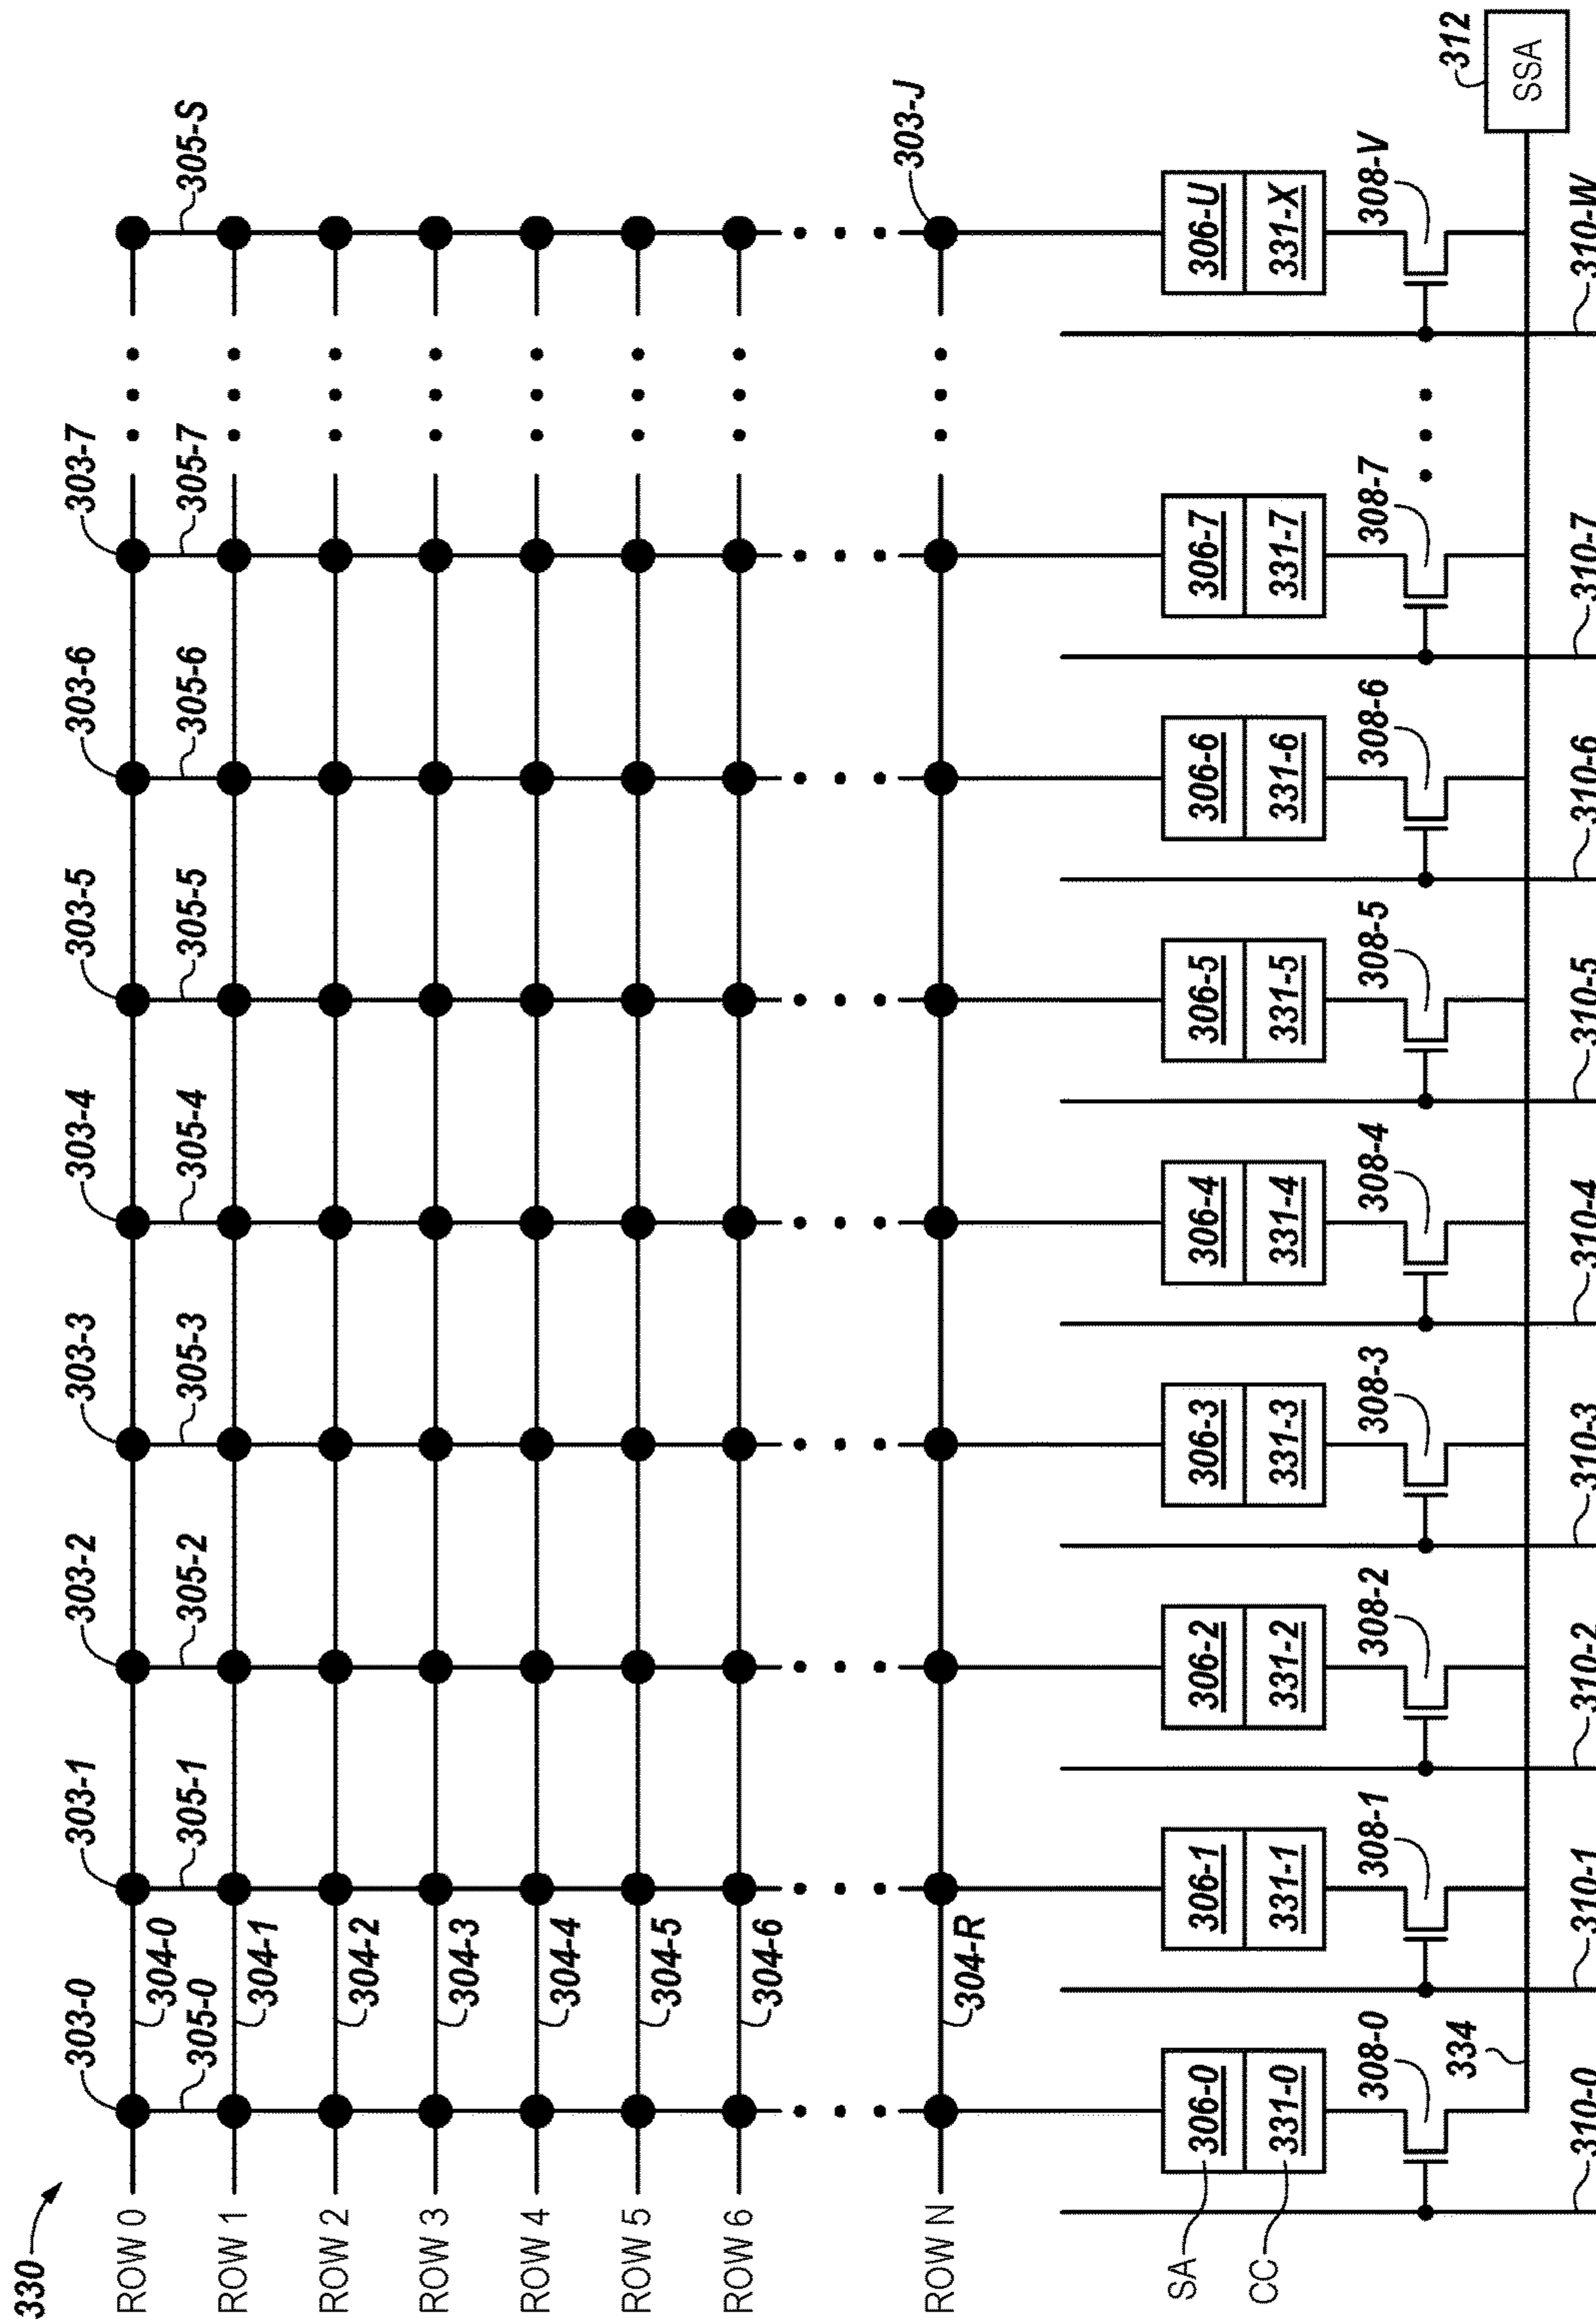 330
303-0 303-1 303-2 303-3 303-4 303-5 303-6 303-7
ROW 0
304-0
305-0 305-1 305-2 305-3 305-4 305-5 305-6 305-7 305-S
ROW 1
304-1
ROW 2
304-2
ROW 3
304-3
ROW 4
304-4
ROW 5
304-5
ROW 6
304-6
303-J
ROW N
304-R
SA
306-0 306-1 306-2 306-3 306-4 306-5 306-6 306-7 306-U
CC
331-0 331-1 331-2 331-3 331-4 331-5 331-6 331-7 331-X
308-0 308-1 308-2 308-3 308-4 308-5 308-6 308-7 308-V
334
312
SSA
310-0 310-1 310-2 310-3 310-4 310-5 310-6 310-7 310-W